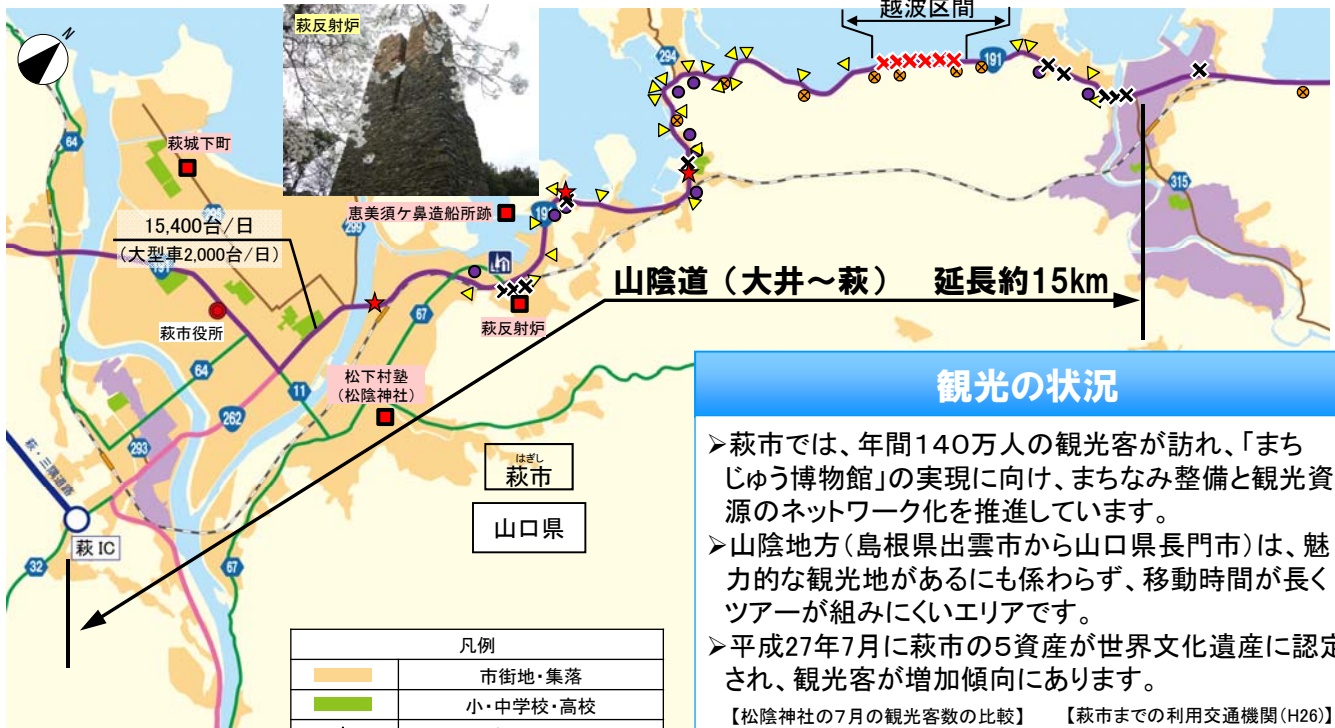 越波区間
N
萩反射炉
294
191
64
萩城下町
315
295
恵美須ケ鼻造船所跡
191
15,400台/日
(大型車2,000台/日)
299
191
山陰道（大井～萩）　延長約15km
67
萩反射炉
萩市役所
64
松下村塾
(松陰神社)
11
262
293
萩・三隅道路
はぎし
萩市
山口県
萩 IC
32
67
凡例
市街地・集落
小・中学校・高校
観光の状況
➢萩市では、年間140万人の観光客が訪れ、「まち
じゅう博物館」の実現に向け、まちなみ整備と観光資
源のネットワーク化を推進しています。
➢山陰地方(島根県出雲市から山口県長門市)は、魅
力的な観光地があるにも係わらず、移動時間が長く
ツアーが組みにくいエリアです。
➢平成27年7月に萩市の5資産が世界文化遺産に認定
され、観光客が増加傾向にあります。
【松陰神社の7月の観光客数の比較】
【萩市までの利用交通機関(H26)】